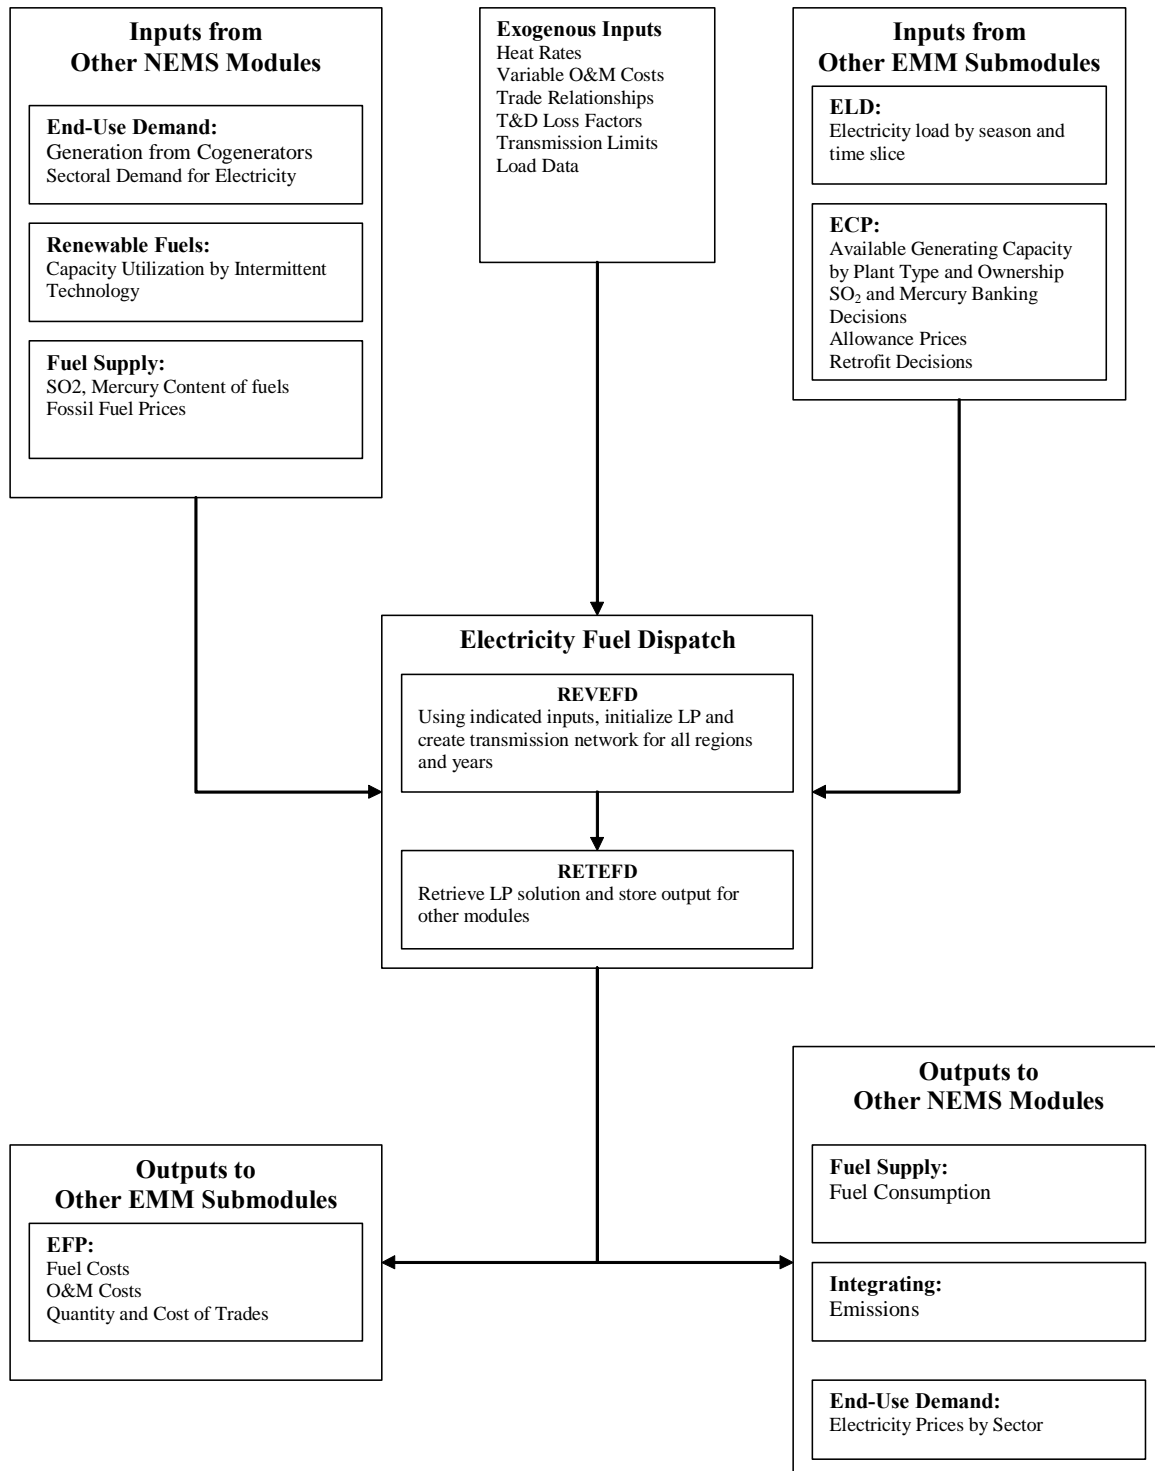 Inputs from
Other NEMS Modules
End-Use Demand:
Generation from Cogenerators
Sectoral Demand for Electricity
Renewable Fuels:
Capacity Utilization by Intermittent
Technology
Fuel Supply:
SO2, Mercury Content of fuels
Fossil Fuel Prices
Exogenous Inputs
Heat Rates
Variable O&M Costs
Trade Relationships
T&D Loss Factors
Transmission Limits
Load Data
Inputs from
Other EMM Submodules
ELD:
Electricity load by season and
time slice
ECP:
Available Generating Capacity
by Plant Type and Ownership
SO₂ and Mercury Banking
Decisions
Allowance Prices
Retrofit Decisions
Electricity Fuel Dispatch
REVEFD
Using indicated inputs, initialize LP and
create transmission network for all regions
and years
RETEFD
Retrieve LP solution and store output for
other modules
Outputs to
Other EMM Submodules
EFP:
Fuel Costs
O&M Costs
Quantity and Cost of Trades
Outputs to
Other NEMS Modules
Fuel Supply:
Fuel Consumption
Integrating:
Emissions
End-Use Demand:
Electricity Prices by Sector